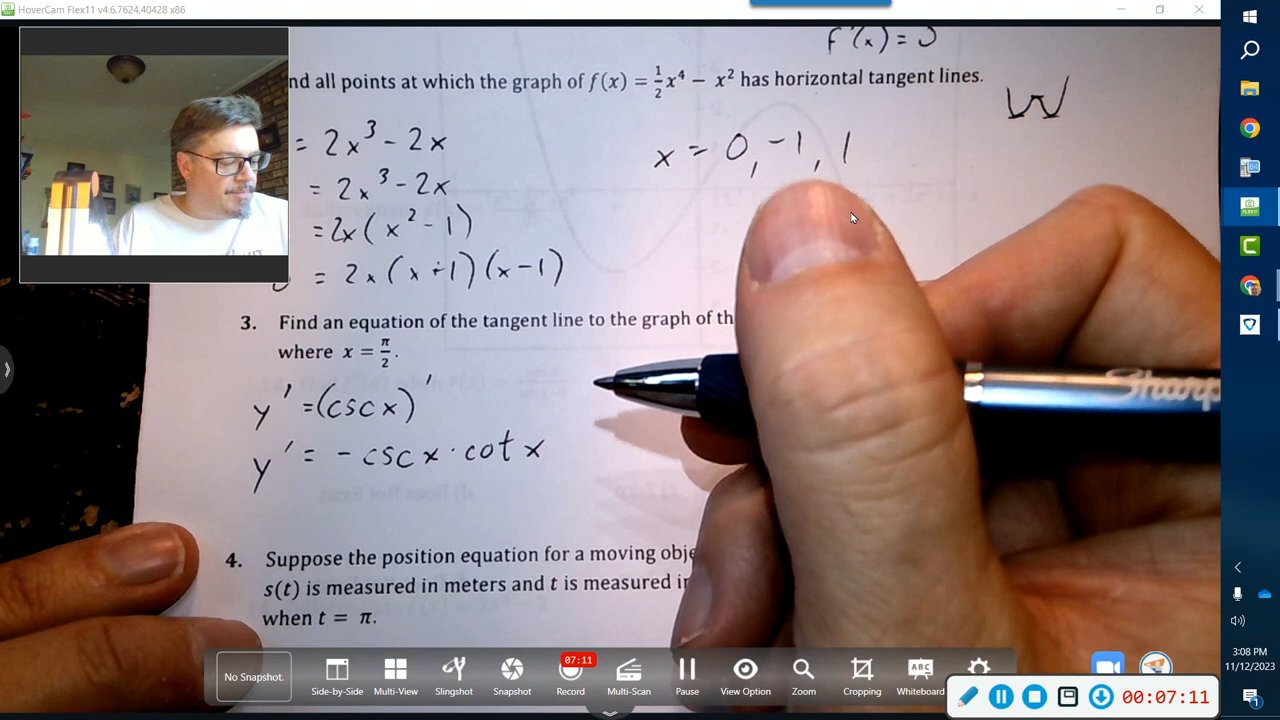 HoverCam Flex11 v4.6.7624.40428 x86
f'(x) = 0
nd all points at which the graph of f(x) = 1/2 x⁴ − x² has horizontal tangent lines.
= 2x³ - 2x
x = 0, -1, 1
= 2x³ - 2x
= 2x(x² - 1)
= 2x(x+1)(x-1)
3. Find an equation of the tangent line to the graph of th
where x = π/2.
y' = (csc x)'
y' = - csc x · cot x
4. Suppose the position equation for a moving obje
s(t) is measured in meters and t is measured in
when t = π.
Sharp
No Snapshot.
Side-by-Side
Multi-View
Slingshot
Snapshot
07:11
Record
Multi-Scan
Pause
View Option
Zoom
Cropping
ABC
Whiteboard
00:07:11
3:08 PM
11/12/2023